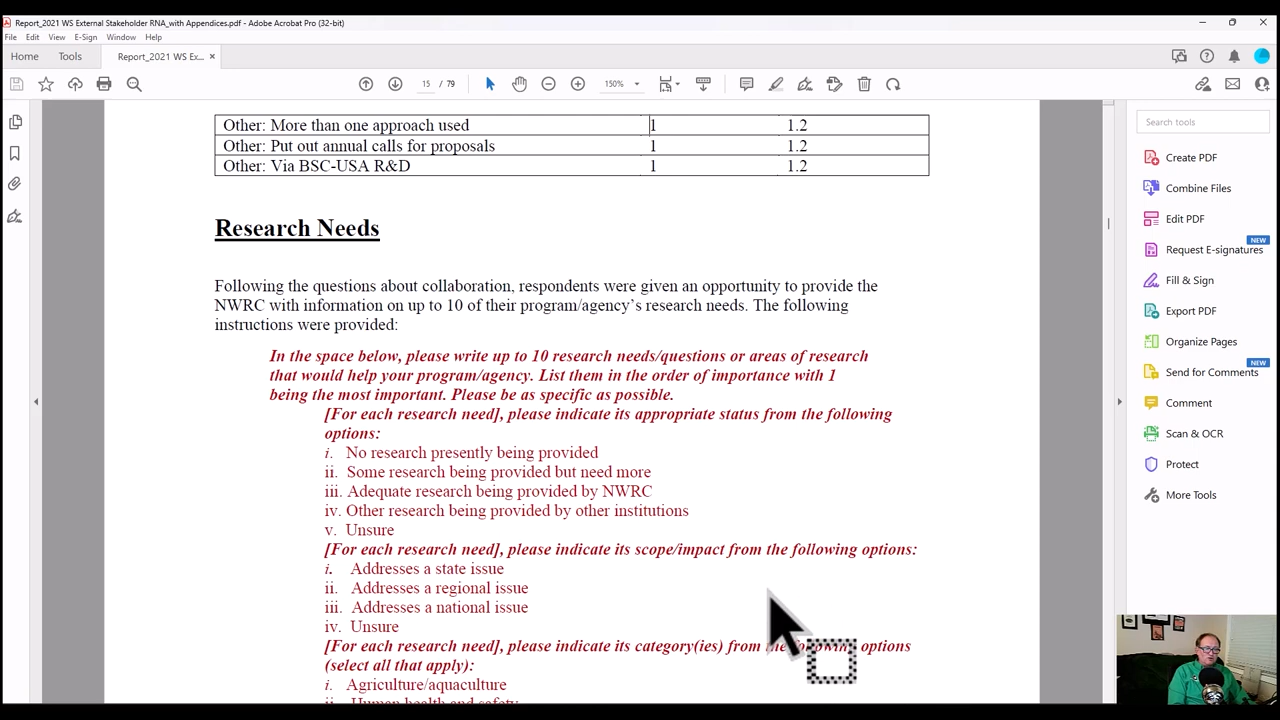 Report_2021 WS External Stakeholder RNA_with Appendices.pdf - Adobe Acrobat Pro (32-bit)
File Edit View E-Sign Window Help
Home Tools Report_2021 WS Ex... ×
15 / 79 150%
Other: More than one approach used 1 1.2
Other: Put out annual calls for proposals 1 1.2
Other: Via BSC-USA R&D 1 1.2
Research Needs
Following the questions about collaboration, respondents were given an opportunity to provide the
NWRC with information on up to 10 of their program/agency's research needs. The following
instructions were provided:
In the space below, please write up to 10 research needs/questions or areas of research
that would help your program/agency. List them in the order of importance with 1
being the most important. Please be as specific as possible.
[For each research need], please indicate its appropriate status from the following
options:
i. No research presently being provided
ii. Some research being provided but need more
iii. Adequate research being provided by NWRC
iv. Other research being provided by other institutions
v. Unsure
[For each research need], please indicate its scope/impact from the following options:
i. Addresses a state issue
ii. Addresses a regional issue
iii. Addresses a national issue
iv. Unsure
[For each research need], please indicate its category(ies) from the following options
(select all that apply):
i. Agriculture/aquaculture
ii. Human health and safety
Search tools
Create PDF
Combine Files
Edit PDF
NEW
Request E-signatures
Fill & Sign
Export PDF
Organize Pages
NEW
Send for Comments
Comment
Scan & OCR
Protect
More Tools